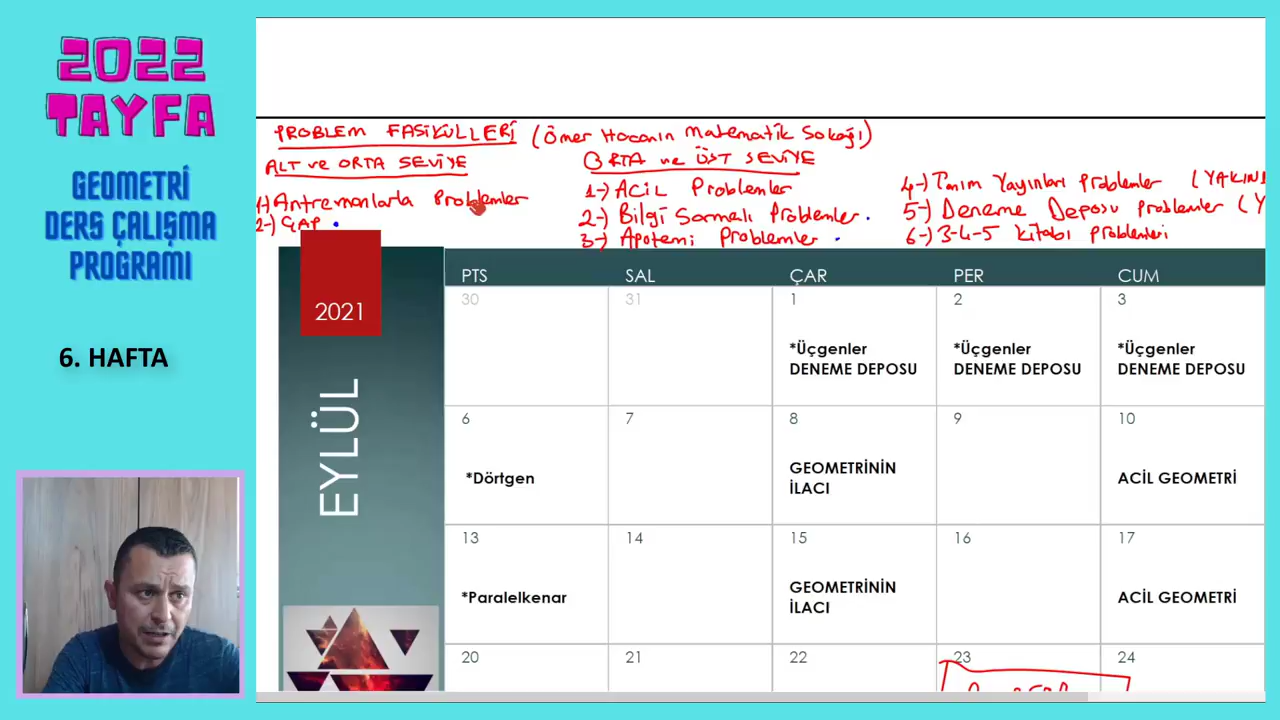 2022
TAYFA
GEOMETRİ
DERS ÇALIŞMA
PROGRAMI
6. HAFTA
PROBLEM FASİKÜLLERİ (Ömer Hocanın Matematik Sokağı)
ALT ve ORTA SEVİYE
1-) Antremanlarla Problemler
2-) ÇAP
ORTA ve ÜST SEVİYE
1-) ACİL Problemler
2-) Bilgi Sarmalı Problemler
3-) Apotemi Problemler
4-) Tanım Yayınları Problemler (YAKIN
5-) Deneme Deposu problemler (Y
6-) 3-4-5 kitabı problemleri
2021
EYLÜL
PTS SAL ÇAR PER CUM
30 31 1 2 3
*Üçgenler *Üçgenler *Üçgenler
DENEME DEPOSU DENEME DEPOSU DENEME DEPOSU
6 7 8 9 10
*Dörtgen
GEOMETRİNİN
İLACI
ACİL GEOMETRİ
13 14 15 16 17
*Paralelkenar
GEOMETRİNİN
İLACI
ACİL GEOMETRİ
20 21 22 23 24